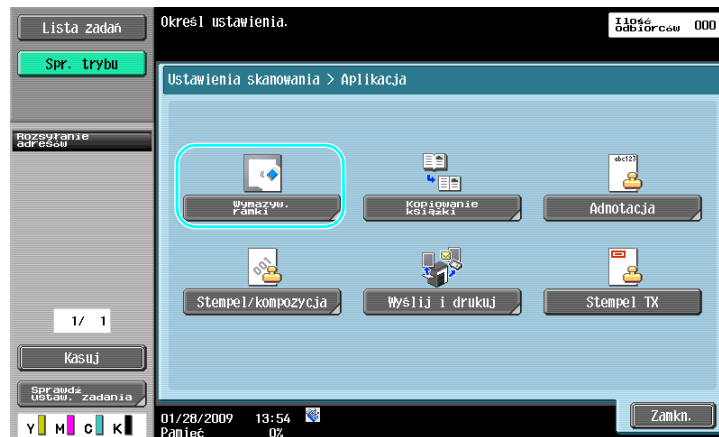 Lista zadań
Określ ustawienia.
Ilość
odbiorców 000
Spr. trybu
Ustawienia skanowania > Aplikacja
Rozsyłanie
adresów
abc123
Wymazyw.
ramki
Kopiowanie
książki
Adnotacja
001
Stempel/kompozycja
Wyślij i drukuj
Stempel TX
1/ 1
Kasuj
Sprawdź
ustaw. zadania
Zamkn.
Y M C K
01/28/2009 13:54
Pamięć 0%